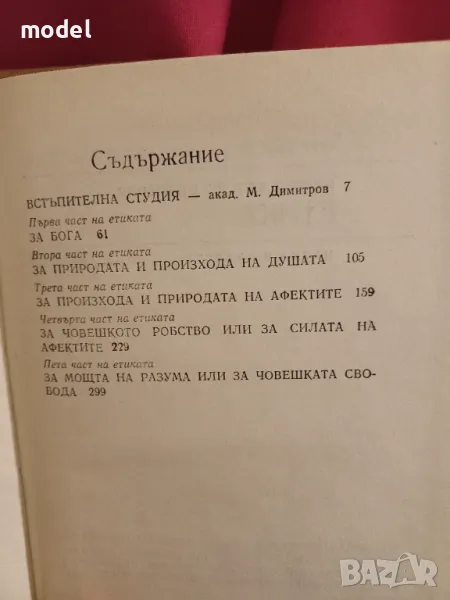 model
Съдържание
ВСТЪПИТЕЛНА СТУДИЯ — акад. М. Димитров 7
Първа част на етиката
ЗА БОГА 61
Втора част на етиката
ЗА ПРИРОДАТА И ПРОИЗХОДА НА ДУШАТА 105
Трета част на етиката
ЗА ПРОИЗХОДА И ПРИРОДАТА НА АФЕКТИТЕ 159
Четвърта част на етиката
ЗА ЧОВЕШКОТО РОБСТВО ИЛИ ЗА СИЛАТА НА
АФЕКТИТЕ 229
Пета част на етиката
ЗА МОЩТА НА РАЗУМА ИЛИ ЗА ЧОВЕШКАТА СВО-
БОДА 299
BAZAR